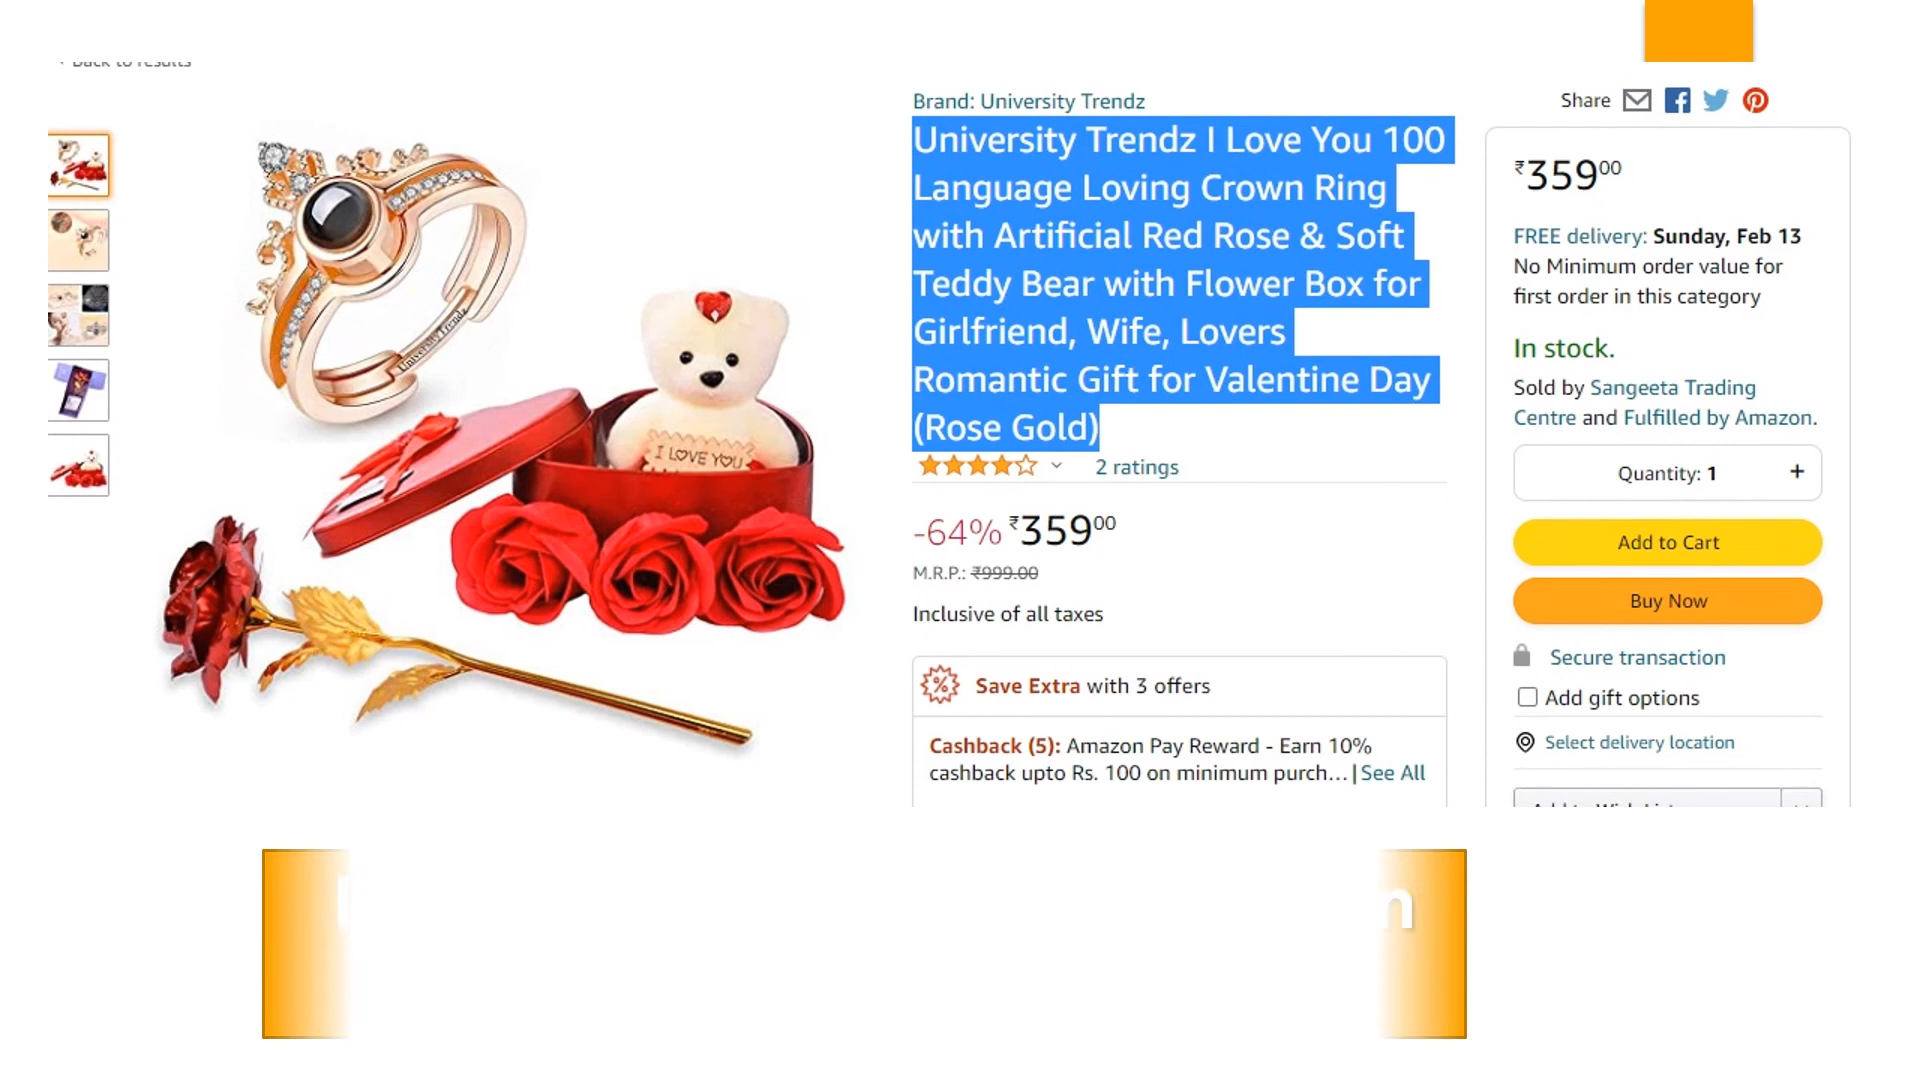 Back to results
Brand: University Trendz
University Trendz I Love You 100
Language Loving Crown Ring
with Artificial Red Rose & Soft
Teddy Bear with Flower Box for
Girlfriend, Wife, Lovers
Romantic Gift for Valentine Day
(Rose Gold)
2 ratings
-64% ₹35900
M.R.P.: ₹999.00
Inclusive of all taxes
Save Extra with 3 offers
Cashback (5): Amazon Pay Reward - Earn 10%
cashback upto Rs. 100 on minimum purch... | See All
UniversityTrendz
I LOVE YOU
Share
₹35900
FREE delivery: Sunday, Feb 13
No Minimum order value for
first order in this category
In stock.
Sold by Sangeeta Trading
Centre and Fulfilled by Amazon.
Quantity: 1 +
Add to Cart
Buy Now
Secure transaction
Add gift options
Select delivery location